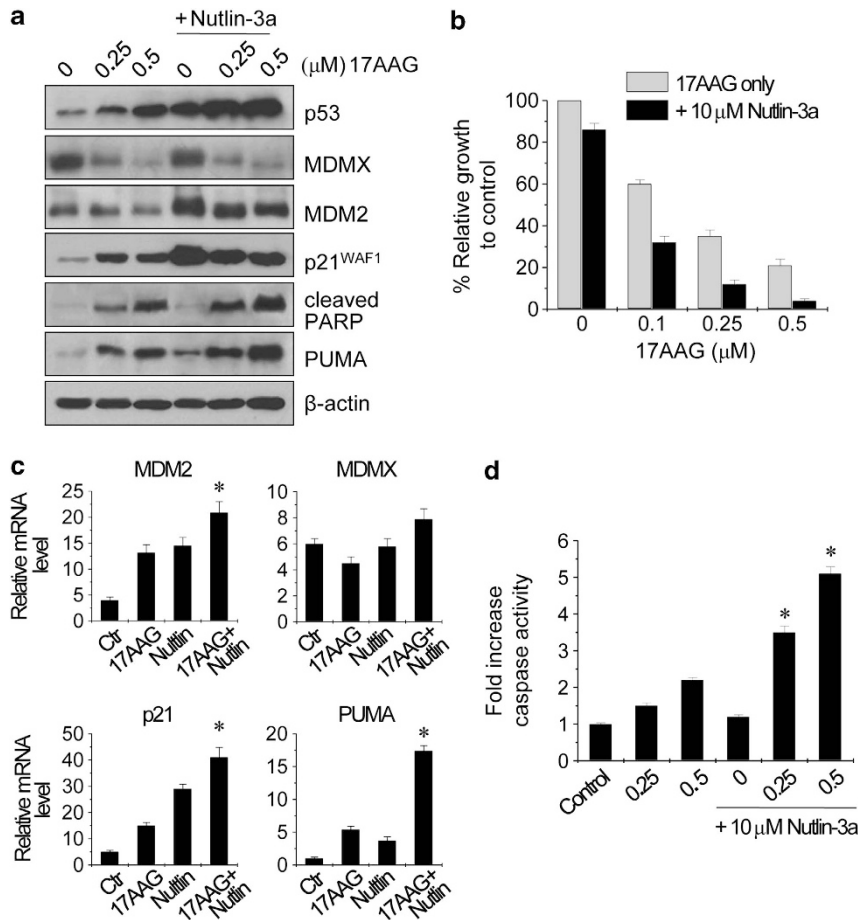 a
+ Nutlin-3a
0 0.25 0.5 0 0.25 0.5 (μM) 17AAG
p53
MDMX
MDM2
p21WAF1
cleaved
PARP
PUMA
β-actin
b
17AAG only
+ 10 μM Nutlin-3a
% Relative growth
to control
100
80
60
40
20
0
0 0.1 0.25 0.5
17AAG (μM)
c
MDM2
Relative mRNA
level
25
20
15
10
5
0
*
Ctr 17AAG Nuttlin 17AAG+
Nutlin
MDMX
8
6
4
2
0
Ctr 17AAG Nuttlin 17AAG+
Nutlin
p21
Relative mRNA
level
50
40
30
20
10
0
*
Ctr 17AAG Nuttlin 17AAG+
Nutlin
PUMA
20
15
10
5
0
*
Ctr 17AAG Nuttlin 17AAG+
Nutlin
d
Fold increase
caspase activity
6
5
4
3
2
1
0
* *
Control 0.25 0.5 0 0.25 0.5
+ 10 μM Nutlin-3a